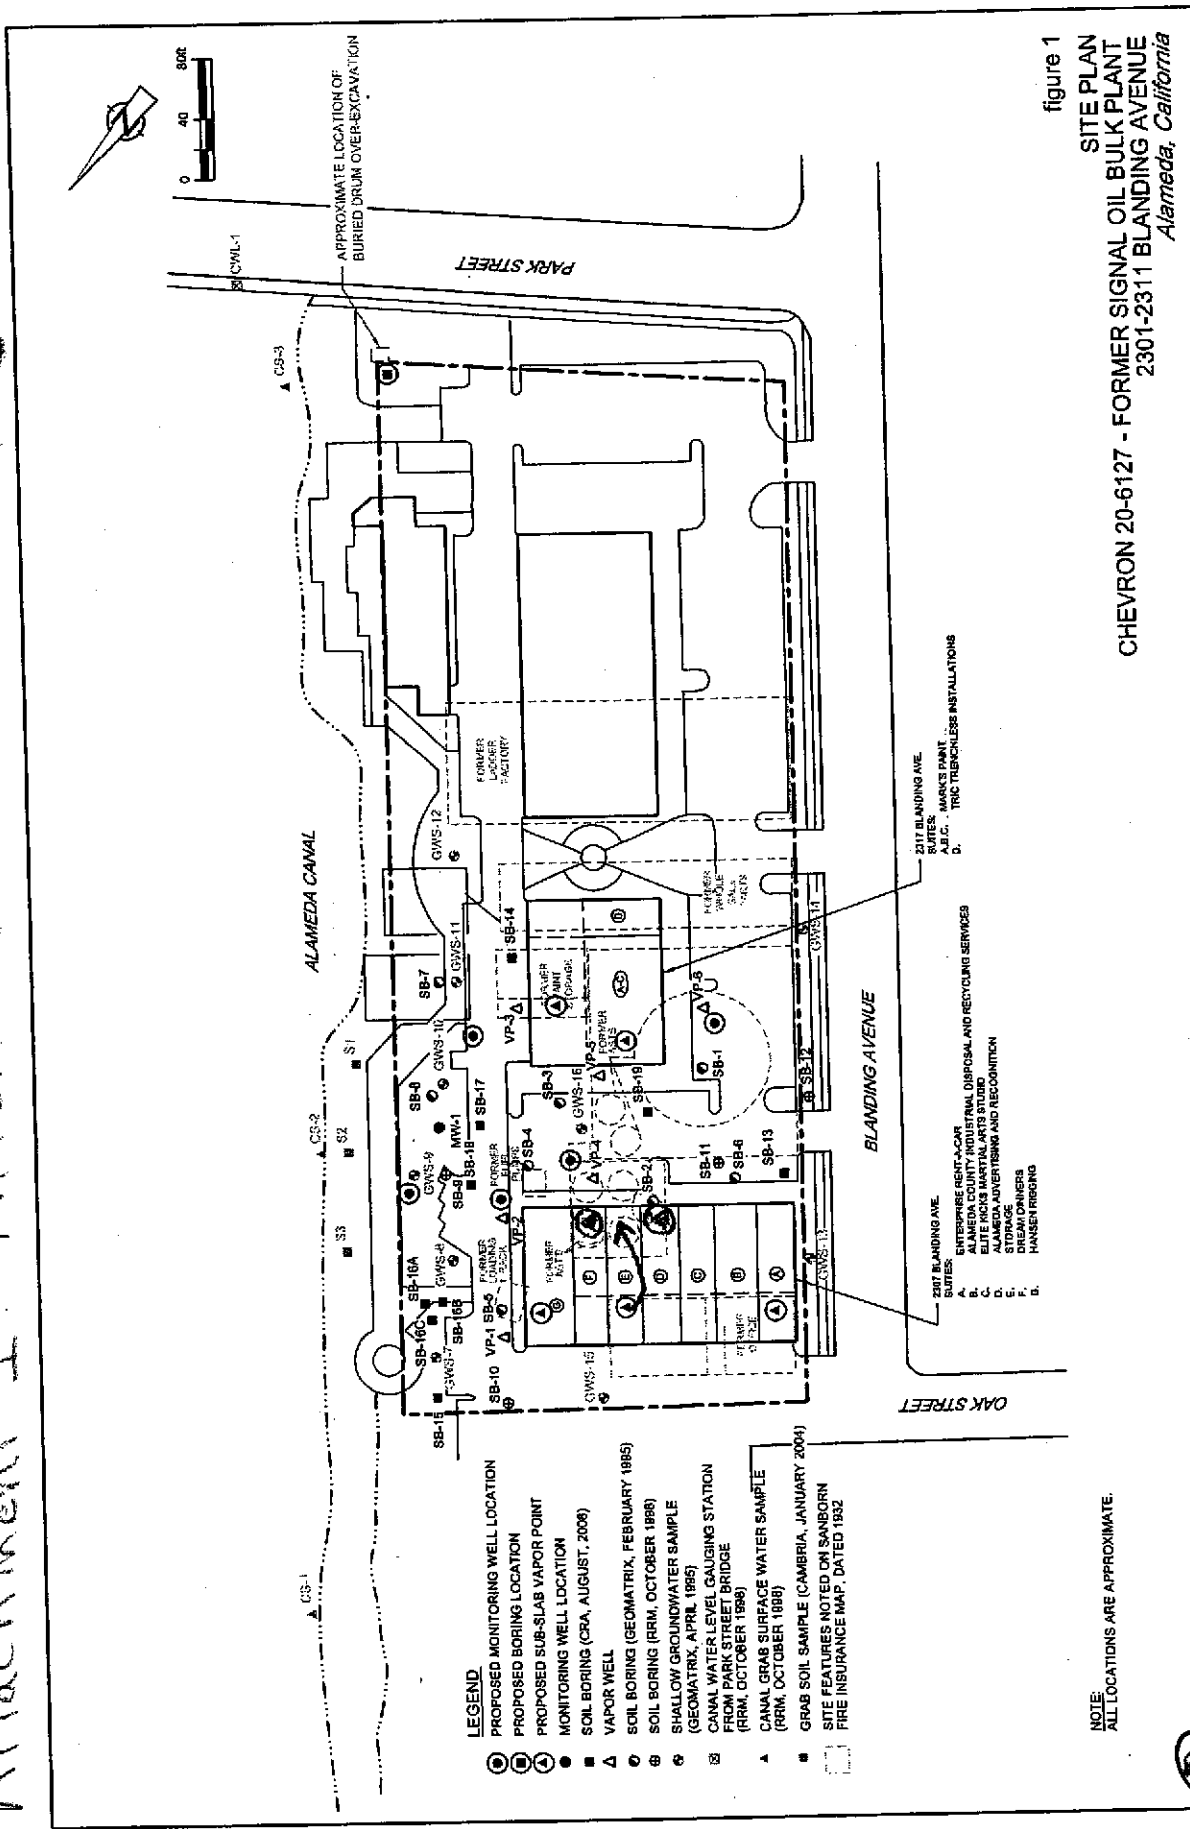 figure 1
SITE PLAN
CHEVRON 20-6127 - FORMER SIGNAL OIL BULK PLANT
2301-2311 BLANDING AVENUE
Alameda, California
0 40 80ft
APPROXIMATE LOCATION OF
BURIED DRUM OVER-EXCAVATION
CWL-1
PARK STREET
CS-3
ALAMEDA CANAL
CS-2
CS-1
S1
S2
S3
FORMER
LADDER
FACTORY
GWS-12
GWS-11
SB-7
SB-14
GWS-10
SB-8
MW-1
SB-17
SB-18
GWS-9
SB-9
GWS-8
SB-16A
SB-16B
SB-16C
GWS-7
SB-15
SB-10
VP-1
SB-5
FORMER
LOADING
RACK
VP-2
FORMER
FUEL
PUMPS
SB-4
SB-3
VP-3
GWS-16
VP-4
VP-5
FORMER
ASTS
SB-19
SB-2
SB-1
VP-6
SB-11
SB-6
SB-13
SB-12
GWS-14
GWS-13
GWS-15
FORMER
WHOLE
SALE
D
A-C
G
F
E
D
C
B
A
BLANDING AVENUE
OAK STREET
2317 BLANDING AVE.
SUITES:
A.B.C. MARK'S PAINT
D. TRIC TRENCHLESS INSTALLATIONS
2307 BLANDING AVE.
SUITES:
A. ENTERPRISE RENT-A-CAR
B. ALAMEDA COUNTY INDUSTRIAL DISPOSAL AND RECYCLING SERVICES
C. ELITE KICKS MARTIAL ARTS STUDIO
D. ALAMEDA ADVERTISING AND RECOGNITION
E. STORAGE
F. DREAM DINNERS
G. HANSEN RIGGING
LEGEND
PROPOSED MONITORING WELL LOCATION
PROPOSED BORING LOCATION
PROPOSED SUB-SLAB VAPOR POINT
MONITORING WELL LOCATION
SOIL BORING (CRA, AUGUST, 2008)
VAPOR WELL
SOIL BORING (GEOMATRIX, FEBRUARY 1995)
SOIL BORING (RRM, OCTOBER 1998)
SHALLOW GROUNDWATER SAMPLE
(GEOMATRIX, APRIL 1995)
CANAL WATER LEVEL GAUGING STATION
FROM PARK STREET BRIDGE
(RRM, OCTOBER 1998)
CANAL GRAB SURFACE WATER SAMPLE
(RRM, OCTOBER 1998)
GRAB SOIL SAMPLE (CAMBRIA, JANUARY 2004)
SITE FEATURES NOTED ON SANBORN
FIRE INSURANCE MAP, DATED 1932
NOTE:
ALL LOCATIONS ARE APPROXIMATE.